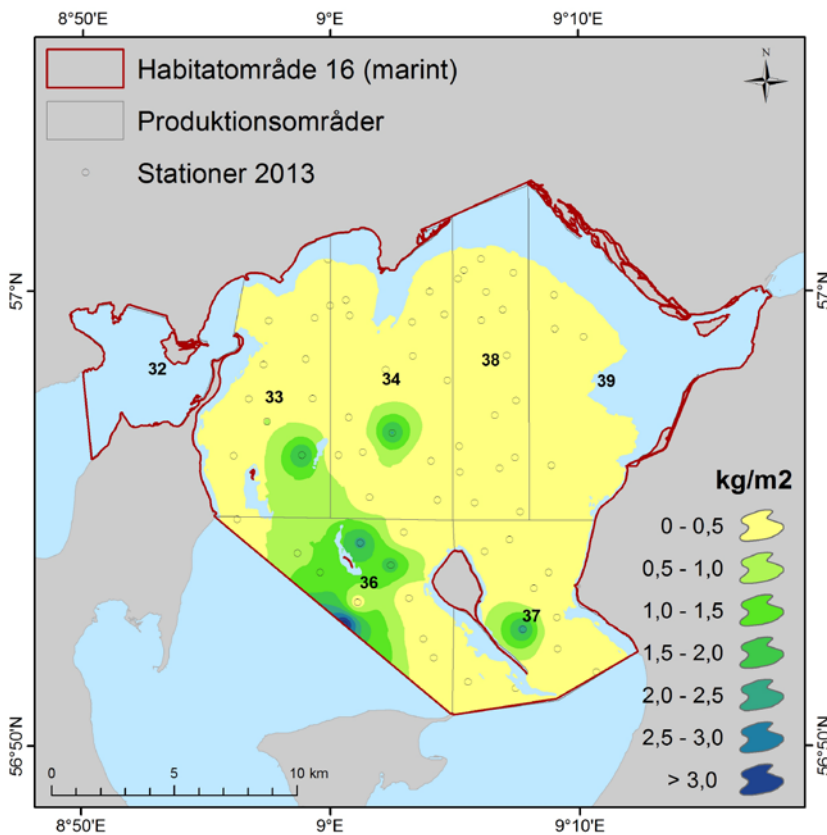 8°50'E 9°E 9°10'E
N
Habitatområde 16 (marint)
Produktionsområder
Stationer 2013
57°N 57°N
32
33
34
38
39
36
37
kg/m2
0 - 0,5
0,5 - 1,0
1,0 - 1,5
1,5 - 2,0
2,0 - 2,5
2,5 - 3,0
> 3,0
56°50'N 56°50'N
0 5 10 km
8°50'E 9°E 9°10'E